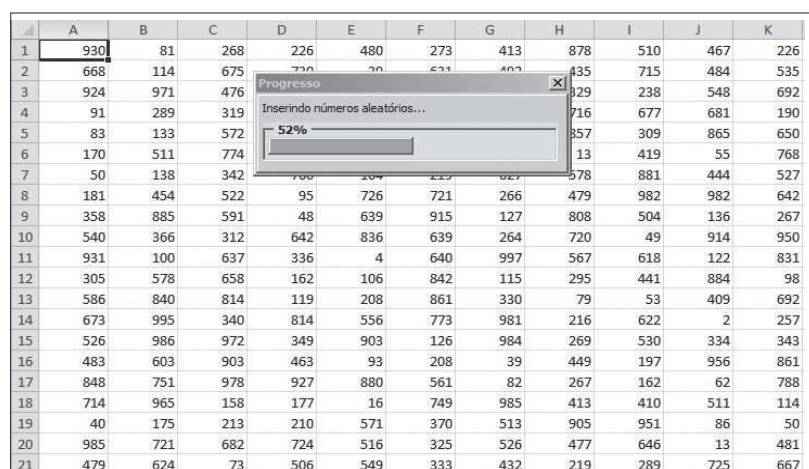 A B C D E F G H I J K
1 930 81 268 226 480 273 413 878 510 467 226
2 668 114 675 435 715 484 535
Progresso
3 924 971 476 238 548 692
Inserindo números aleatórios...
4 91 289 319 716 677 681 190
52%
5 83 133 572 309 865 650
6 170 511 774 13 419 55 768
7 50 138 342 578 881 444 527
8 181 454 522 95 726 721 266 479 982 982 642
9 358 885 591 48 639 915 127 808 504 136 267
10 540 366 312 642 836 639 264 720 49 914 950
11 931 100 637 336 4 640 997 567 618 122 831
12 305 578 658 162 106 842 115 295 441 884 98
13 586 840 814 119 208 861 330 79 53 409 692
14 673 995 340 814 556 773 981 216 622 2 257
15 526 986 972 349 903 126 984 269 530 334 343
16 483 603 903 463 93 208 39 449 197 956 861
17 848 751 978 927 880 561 82 267 162 62 788
18 714 965 158 177 16 749 985 413 410 511 114
19 40 175 213 210 571 370 513 905 951 86 50
20 985 721 682 724 516 325 526 477 646 13 481
21 479 624 73 506 549 333 432 219 289 725 667